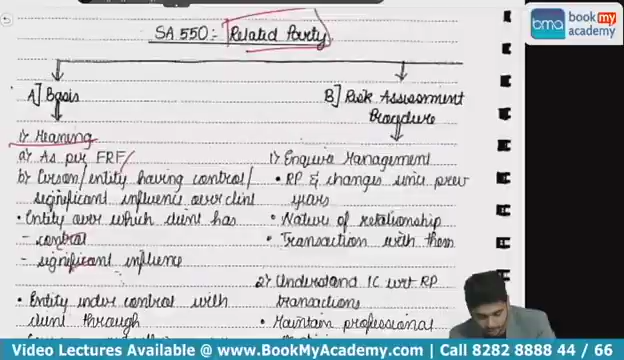 SA 550 :- Related Party
bma book my academy
A] Basis
B] Risk Assessment
Procedure
1) Meaning
a) As per FRF
b) Person/entity having control/
significant influence over client
• Entity over which client has
- control
- significant influence
• Entity under control with
client through
1) Enquire Management
• RP & changes since prev
years
• Nature of relationship
• Transaction with them
2) Understand IC wrt RP
transactions
• Maintain professional
Video Lectures Available @ www.BookMyAcademy.com | Call 8282 8888 44 / 66